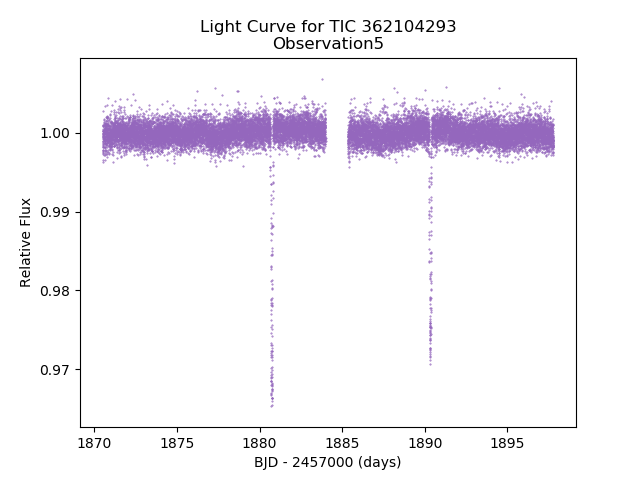 Light Curve for TIC 362104293
Observation5
1.00
0.99
0.98
0.97
Relative Flux
1870 1875 1880 1885 1890 1895
BJD - 2457000 (days)